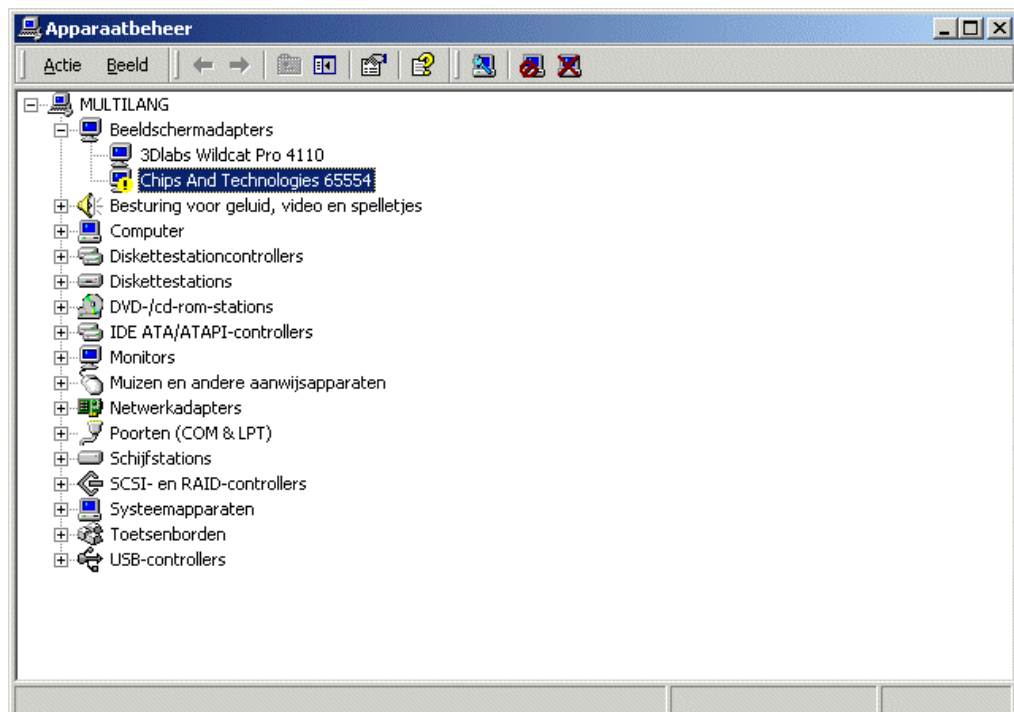 Apparaatbeheer
Actie Beeld
MULTILANG
Beeldschermadapters
3Dlabs Wildcat Pro 4110
Chips And Technologies 65554
Besturing voor geluid, video en spelletjes
Computer
Diskettestationcontrollers
Diskettestations
DVD-/cd-rom-stations
IDE ATA/ATAPI-controllers
Monitors
Muizen en andere aanwijsapparaten
Netwerkadapters
Poorten (COM & LPT)
Schijfstations
SCSI- en RAID-controllers
Systeemapparaten
Toetsenborden
USB-controllers